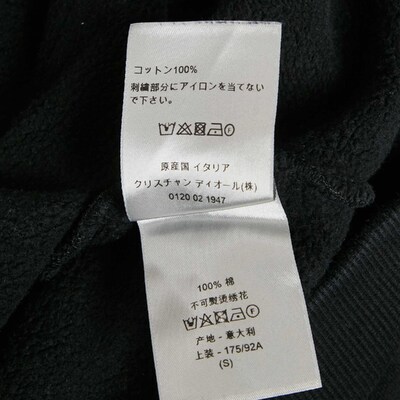 コットン100%
刺繍部分にアイロンを当てない
で下さい。
原産国 イタリア
クリスチャン ディオール(株)
0120 02 1947
100% 棉
不可熨烫绣花
产地 - 意大利
上装 - 175/92A
(S)